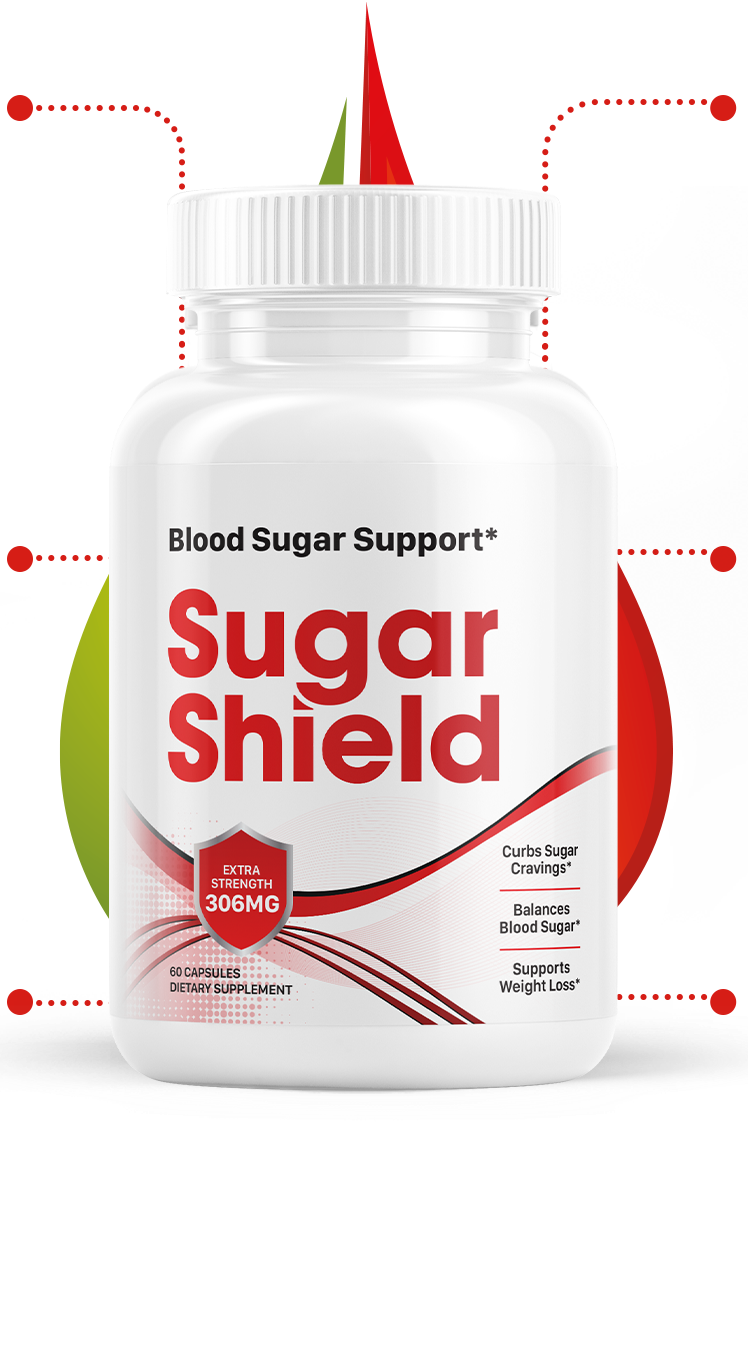 Blood Sugar Support*
Sugar
Shield
EXTRA
STRENGTH
306MG
60 CAPSULES
DIETARY SUPPLEMENT
Curbs Sugar
Cravings*
Balances
Blood Sugar*
Supports
Weight Loss*